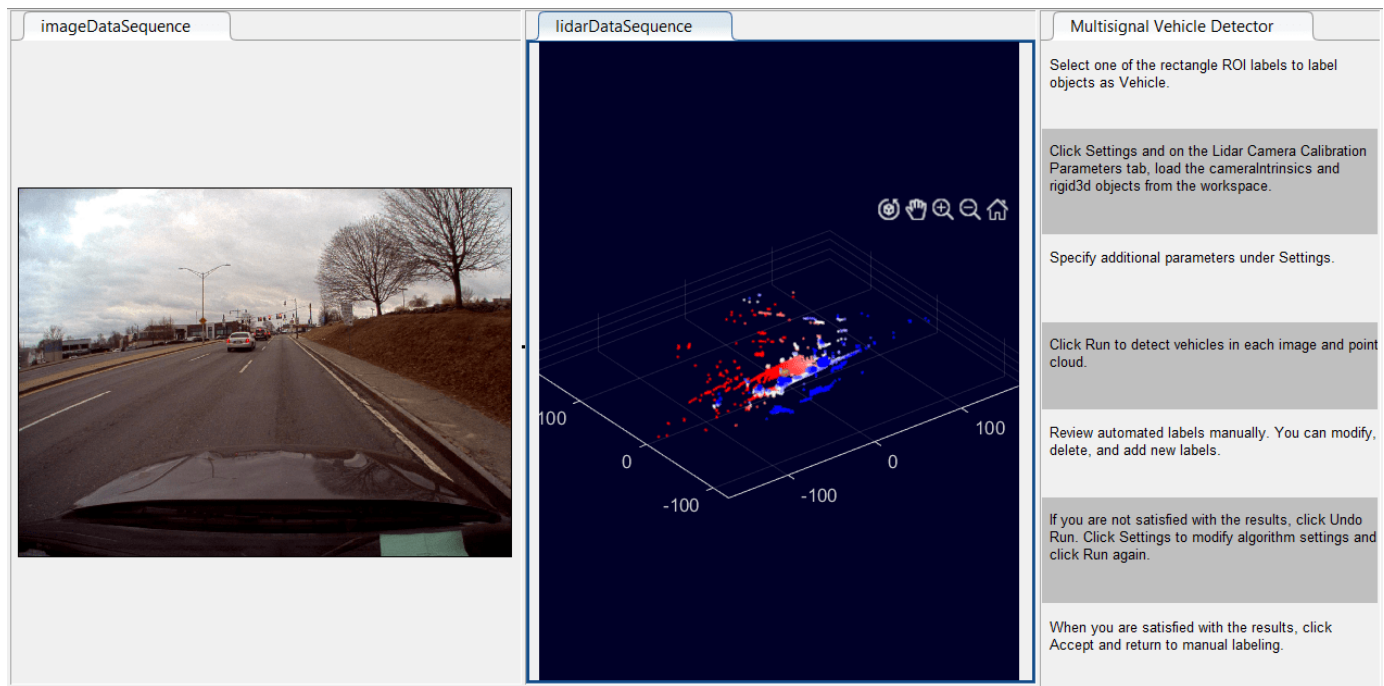 imageDataSequence
lidarDataSequence
Multisignal Vehicle Detector
100
0
-100
-100
0
100
Select one of the rectangle ROI labels to label
objects as Vehicle.
Click Settings and on the Lidar Camera Calibration
Parameters tab, load the cameraIntrinsics and
rigid3d objects from the workspace.
Specify additional parameters under Settings.
Click Run to detect vehicles in each image and point
cloud.
Review automated labels manually. You can modify,
delete, and add new labels.
If you are not satisfied with the results, click Undo
Run. Click Settings to modify algorithm settings and
click Run again.
When you are satisfied with the results, click
Accept and return to manual labeling.